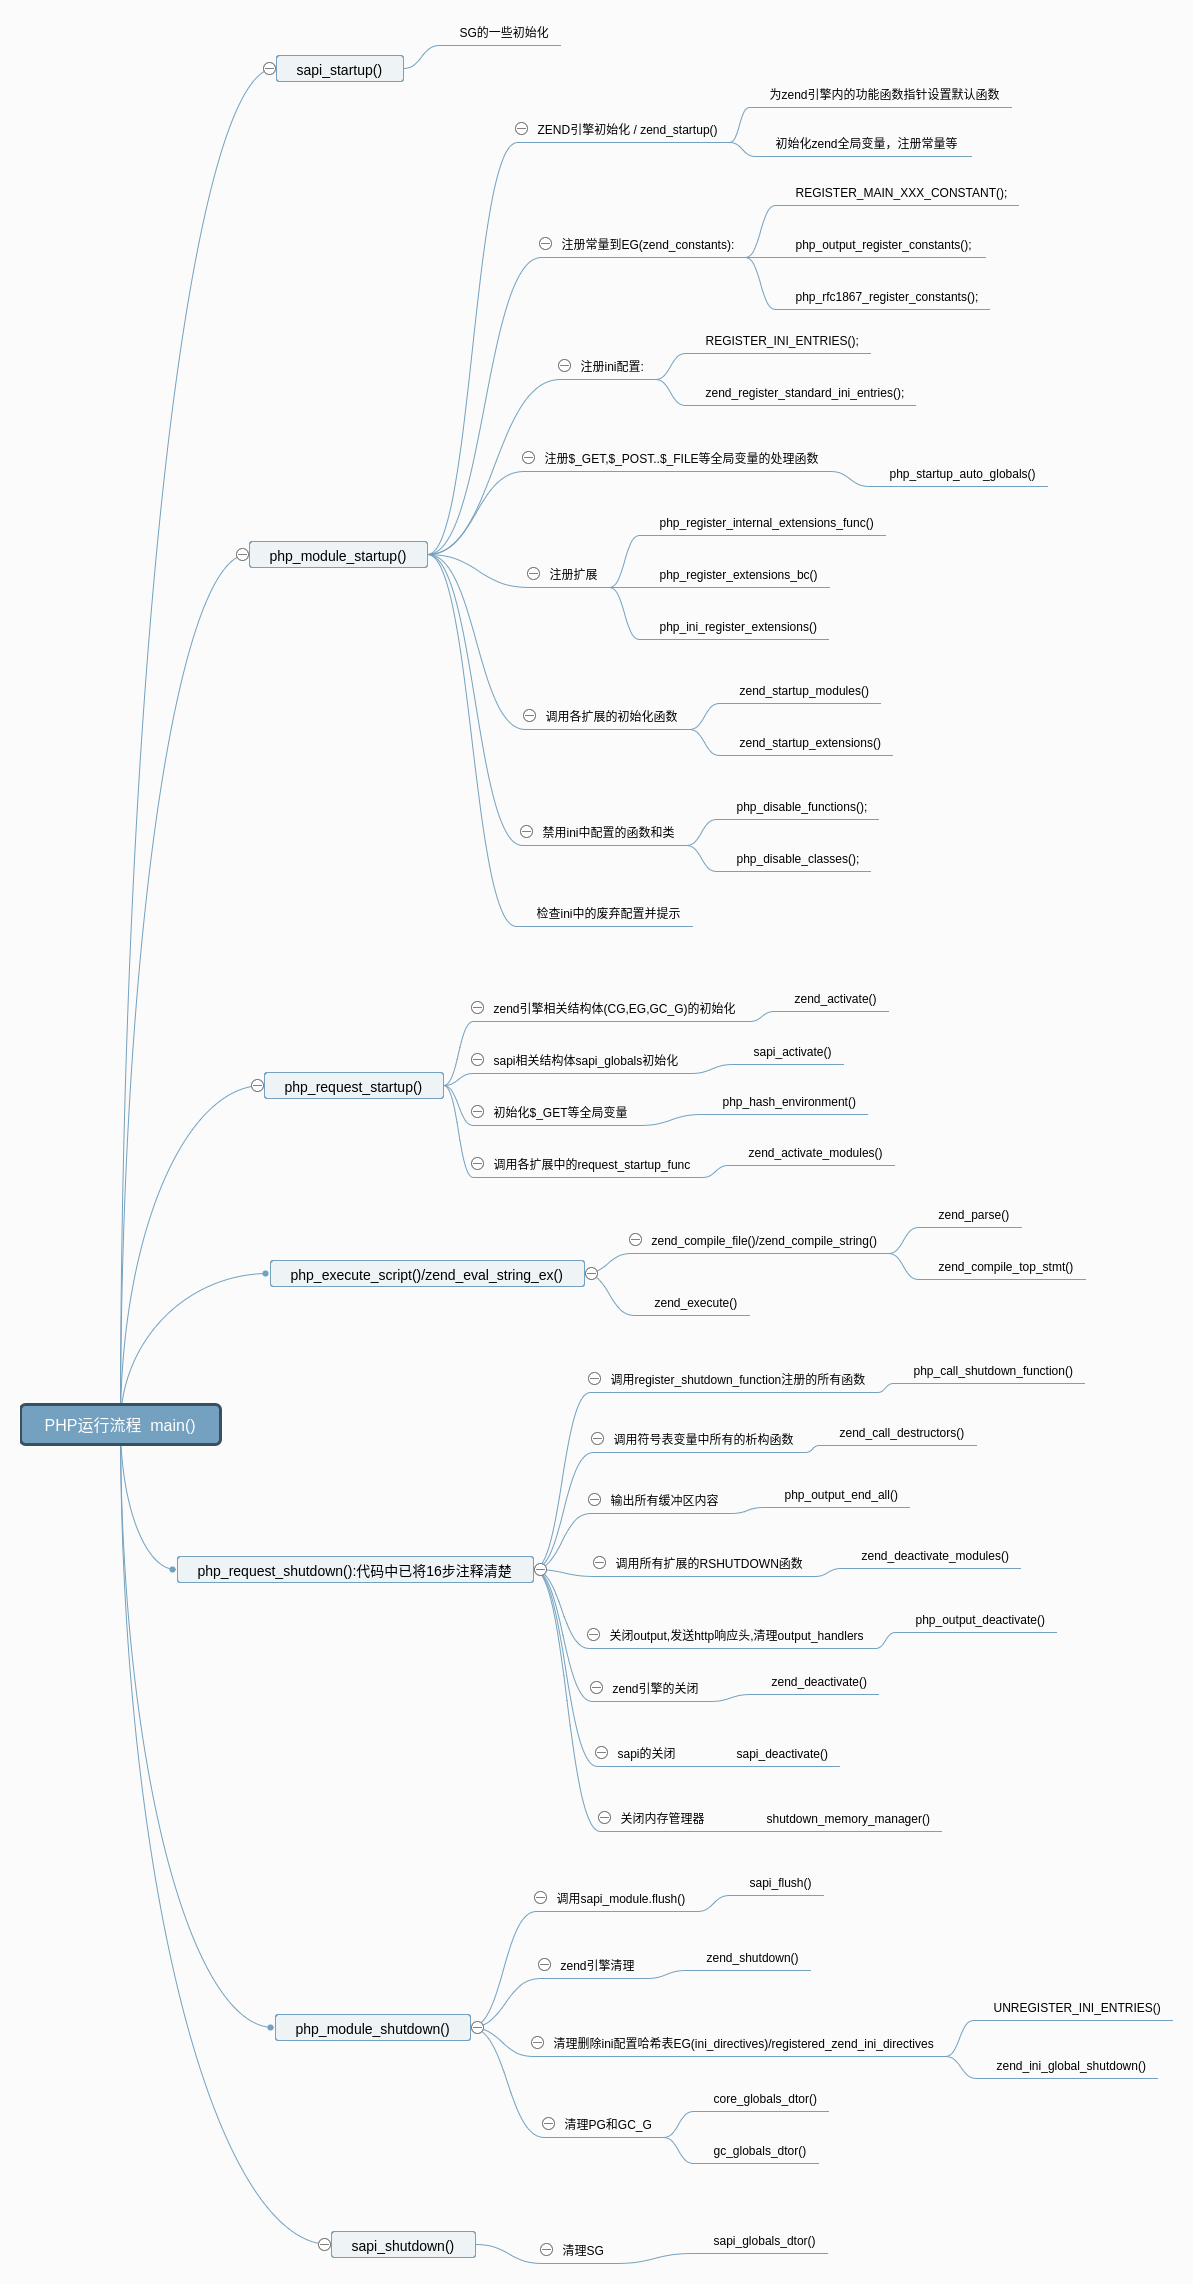 SG的一些初始化
sapi_startup()
为zend引擎内的功能函数指针设置默认函数
ZEND引擎初始化 / zend_startup()
初始化zend全局变量，注册常量等
REGISTER_MAIN_XXX_CONSTANT();
注册常量到EG(zend_constants):
php_output_register_constants();
php_rfc1867_register_constants();
REGISTER_INI_ENTRIES();
注册ini配置:
zend_register_standard_ini_entries();
注册$_GET,$_POST..$_FILE等全局变量的处理函数
php_startup_auto_globals()
php_register_internal_extensions_func()
php_module_startup()
注册扩展
php_register_extensions_bc()
php_ini_register_extensions()
zend_startup_modules()
调用各扩展的初始化函数
zend_startup_extensions()
php_disable_functions();
禁用ini中配置的函数和类
php_disable_classes();
检查ini中的废弃配置并提示
zend_activate()
zend引擎相关结构体(CG,EG,GC_G)的初始化
sapi_activate()
sapi相关结构体sapi_globals初始化
php_request_startup()
php_hash_environment()
初始化$_GET等全局变量
zend_activate_modules()
调用各扩展中的request_startup_func
zend_parse()
zend_compile_file()/zend_compile_string()
zend_compile_top_stmt()
php_execute_script()/zend_eval_string_ex()
zend_execute()
php_call_shutdown_function()
调用register_shutdown_function注册的所有函数
PHP运行流程  main()
zend_call_destructors()
调用符号表变量中所有的析构函数
php_output_end_all()
输出所有缓冲区内容
zend_deactivate_modules()
调用所有扩展的RSHUTDOWN函数
php_request_shutdown():代码中已将16步注释清楚
php_output_deactivate()
关闭output,发送http响应头,清理output_handlers
zend_deactivate()
zend引擎的关闭
sapi的关闭
sapi_deactivate()
关闭内存管理器
shutdown_memory_manager()
sapi_flush()
调用sapi_module.flush()
zend_shutdown()
zend引擎清理
UNREGISTER_INI_ENTRIES()
php_module_shutdown()
清理删除ini配置哈希表EG(ini_directives)/registered_zend_ini_directives
zend_ini_global_shutdown()
core_globals_dtor()
清理PG和GC_G
gc_globals_dtor()
sapi_globals_dtor()
sapi_shutdown()
清理SG